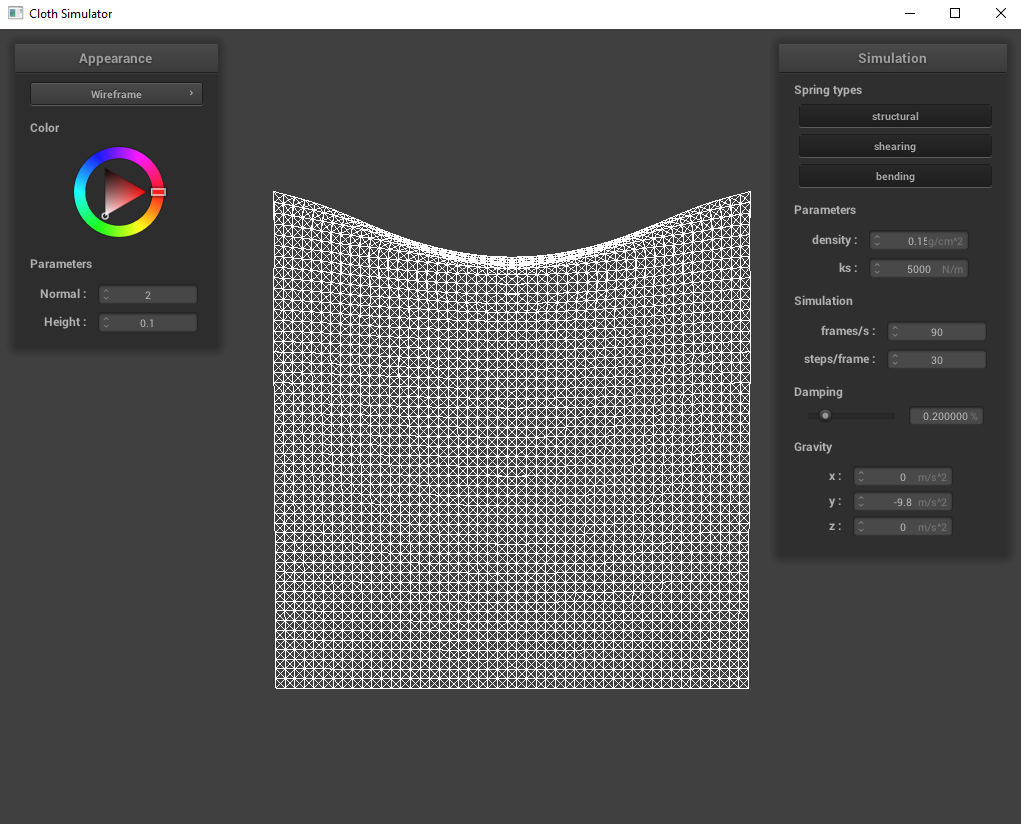 Cloth Simulator
Appearance
Wireframe
Color
Parameters
Normal : 2
Height : 0.1
Simulation
Spring types
structural
shearing
bending
Parameters
density : 0.15 g/cm^2
ks : 5000 N/m
Simulation
frames/s : 90
steps/frame : 30
Damping
0.200000 %
Gravity
x : 0 m/s^2
y : -9.8 m/s^2
z : 0 m/s^2